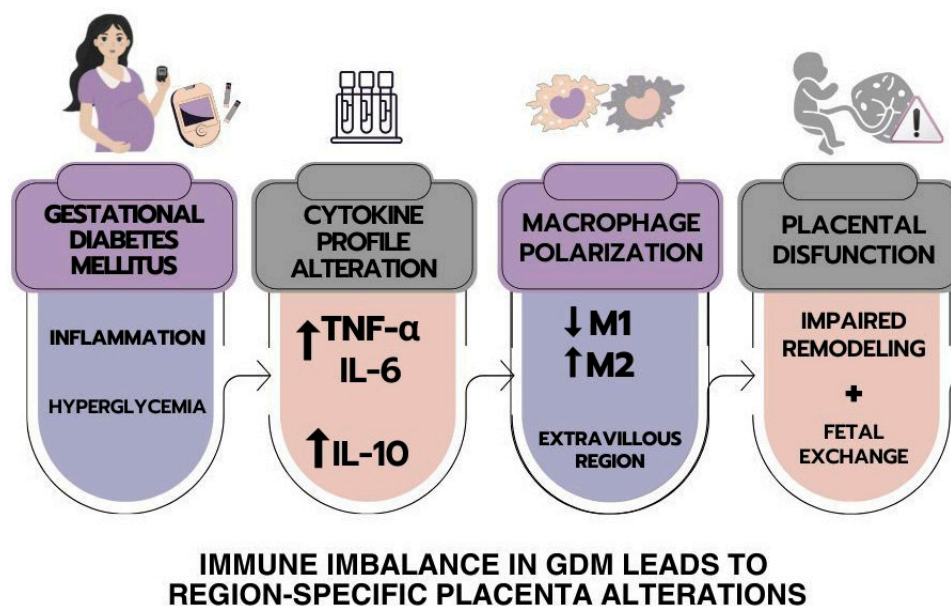 GESTATIONAL
DIABETES
MELLITUS
INFLAMMATION
HYPERGLYCEMIA
CYTOKINE
PROFILE
ALTERATION
↑TNF-α
IL-6
↑IL-10
MACROPHAGE
POLARIZATION
↓M1
↑M2
EXTRAVILLOUS
REGION
PLACENTAL
DISFUNCTION
IMPAIRED
REMODELING
+
FETAL
EXCHANGE
IMMUNE IMBALANCE IN GDM LEADS TO
REGION-SPECIFIC PLACENTA ALTERATIONS